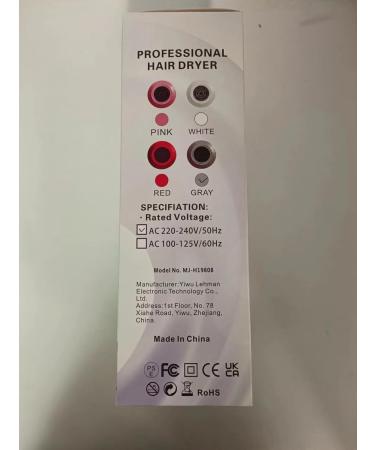 PROFESSIONAL
HAIR DRYER
PINK WHITE
RED GRAY
SPECIFIATION:
· Rated Voltage:
AC 220-240V/50Hz
AC 100-125V/60Hz
Model No. MJ-H19808
Manufacturer: Yiwu Lehman
Electronic Technology Co.,
Ltd.
Address:1st Floor, No. 78
Xiahe Road, Yiwu, Zhejiang,
China.
Made In China
PS E FC CE UK CA
RoHS